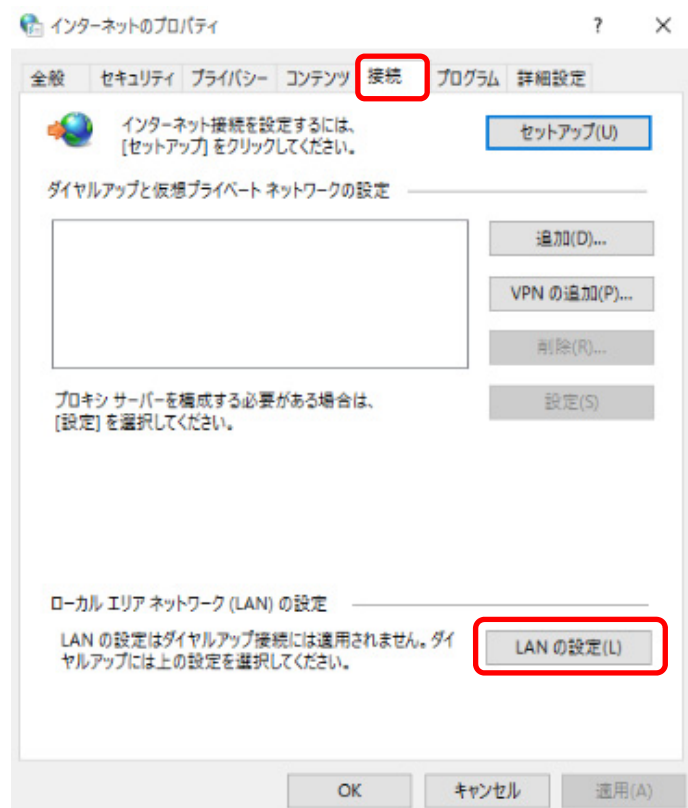 インターネットのプロパティ
? ×
全般 セキュリティ プライバシー コンテンツ 接続 プログラム 詳細設定
インターネット接続を設定するには、
[セットアップ] をクリックしてください。
セットアップ(U)
ダイヤルアップと仮想プライベート ネットワークの設定
追加(D)...
VPN の追加(P)...
削除(R)...
プロキシ サーバーを構成する必要がある場合は、
[設定] を選択してください。
設定(S)
ローカル エリア ネットワーク (LAN) の設定
LAN の設定はダイヤルアップ接続には適用されません。ダイ
ヤルアップには上の設定を選択してください。
LAN の設定(L)
OK キャンセル 適用(A)